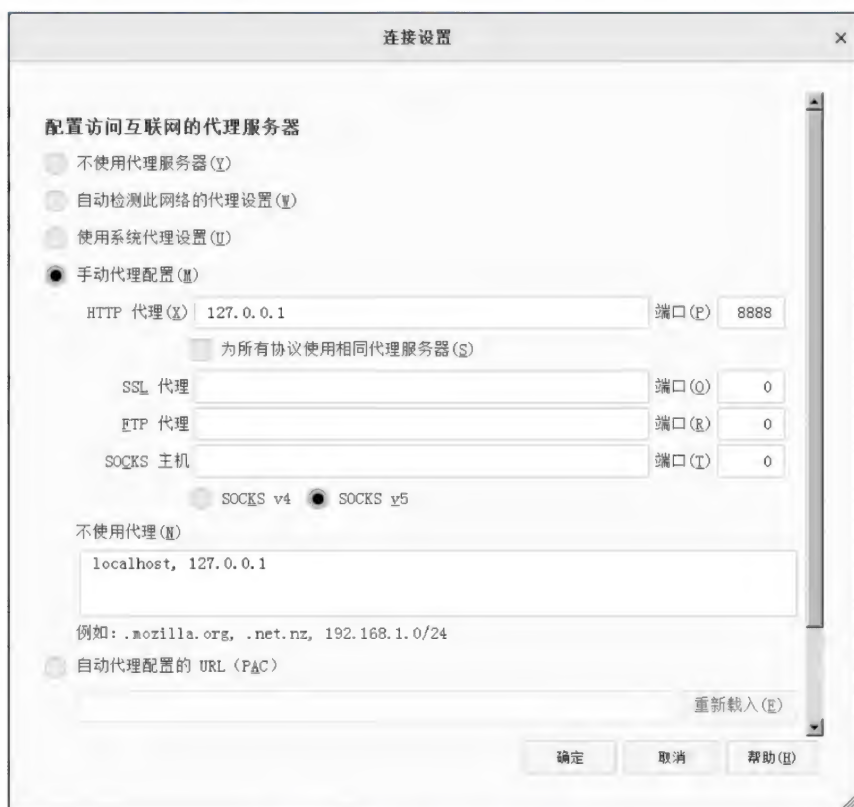 连接设置 ×
配置访问互联网的代理服务器
不使用代理服务器(Y)
自动检测此网络的代理设置(W)
使用系统代理设置(U)
手动代理配置(M)
HTTP 代理(X) 127.0.0.1 端口(P) 8888
为所有协议使用相同代理服务器(S)
SSL 代理 端口(O) 0
FTP 代理 端口(R) 0
SOCKS 主机 端口(T) 0
SOCKS v4 SOCKS v5
不使用代理(N)
localhost, 127.0.0.1
例如: .mozilla.org, .net.nz, 192.168.1.0/24
自动代理配置的 URL (PAC)
重新载入(E)
确定 取消 帮助(H)